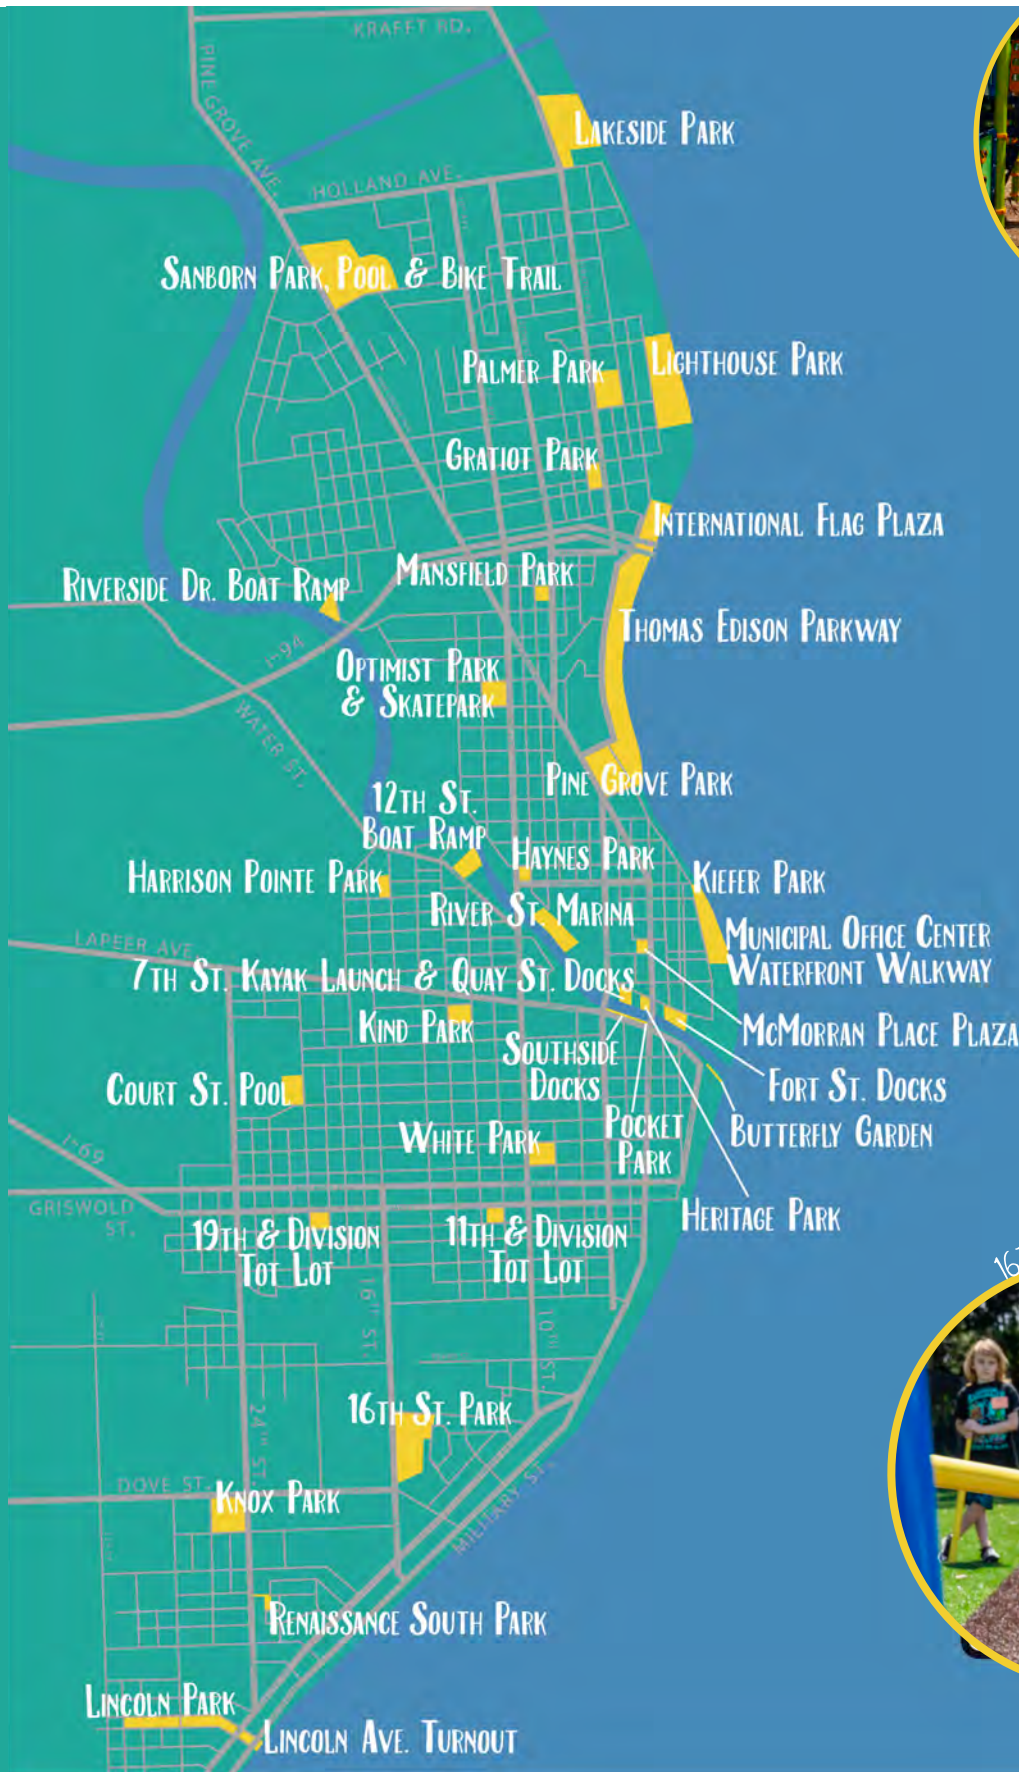 KRAFFT RD.
PINE GROVE AVE.
LAKESIDE PARK
HOLLAND AVE.
SANBORN PARK, POOL & BIKE TRAIL
LIGHTHOUSE PARK
PALMER PARK
GRATIOT PARK
INTERNATIONAL FLAG PLAZA
MANSFIELD PARK
RIVERSIDE DR. BOAT RAMP
THOMAS EDISON PARKWAY
I-94
OPTIMIST PARK
& SKATEPARK
WATER ST.
PINE GROVE PARK
12TH ST.
BOAT RAMP
HAYNES PARK
HARRISON POINTE PARK
KIEFER PARK
RIVER ST. MARINA
MUNICIPAL OFFICE CENTER
WATERFRONT WALKWAY
LAPEER AVE.
7TH ST. KAYAK LAUNCH & QUAY ST. DOCKS
KIND PARK
MCMORRAN PLACE PLAZA
SOUTHSIDE
DOCKS
COURT ST. POOL
FORT ST. DOCKS
POCKET
PARK
BUTTERFLY GARDEN
WHITE PARK
I-69
GRISWOLD
ST.
HERITAGE PARK
19TH & DIVISION
TOT LOT
11TH & DIVISION
TOT LOT
16TH ST.
10TH ST.
16TH ST. PARK
24TH ST.
DOVE ST.
KNOX PARK
MILITARY ST.
RENAISSANCE SOUTH PARK
LINCOLN PARK
LINCOLN AVE. TURNOUT